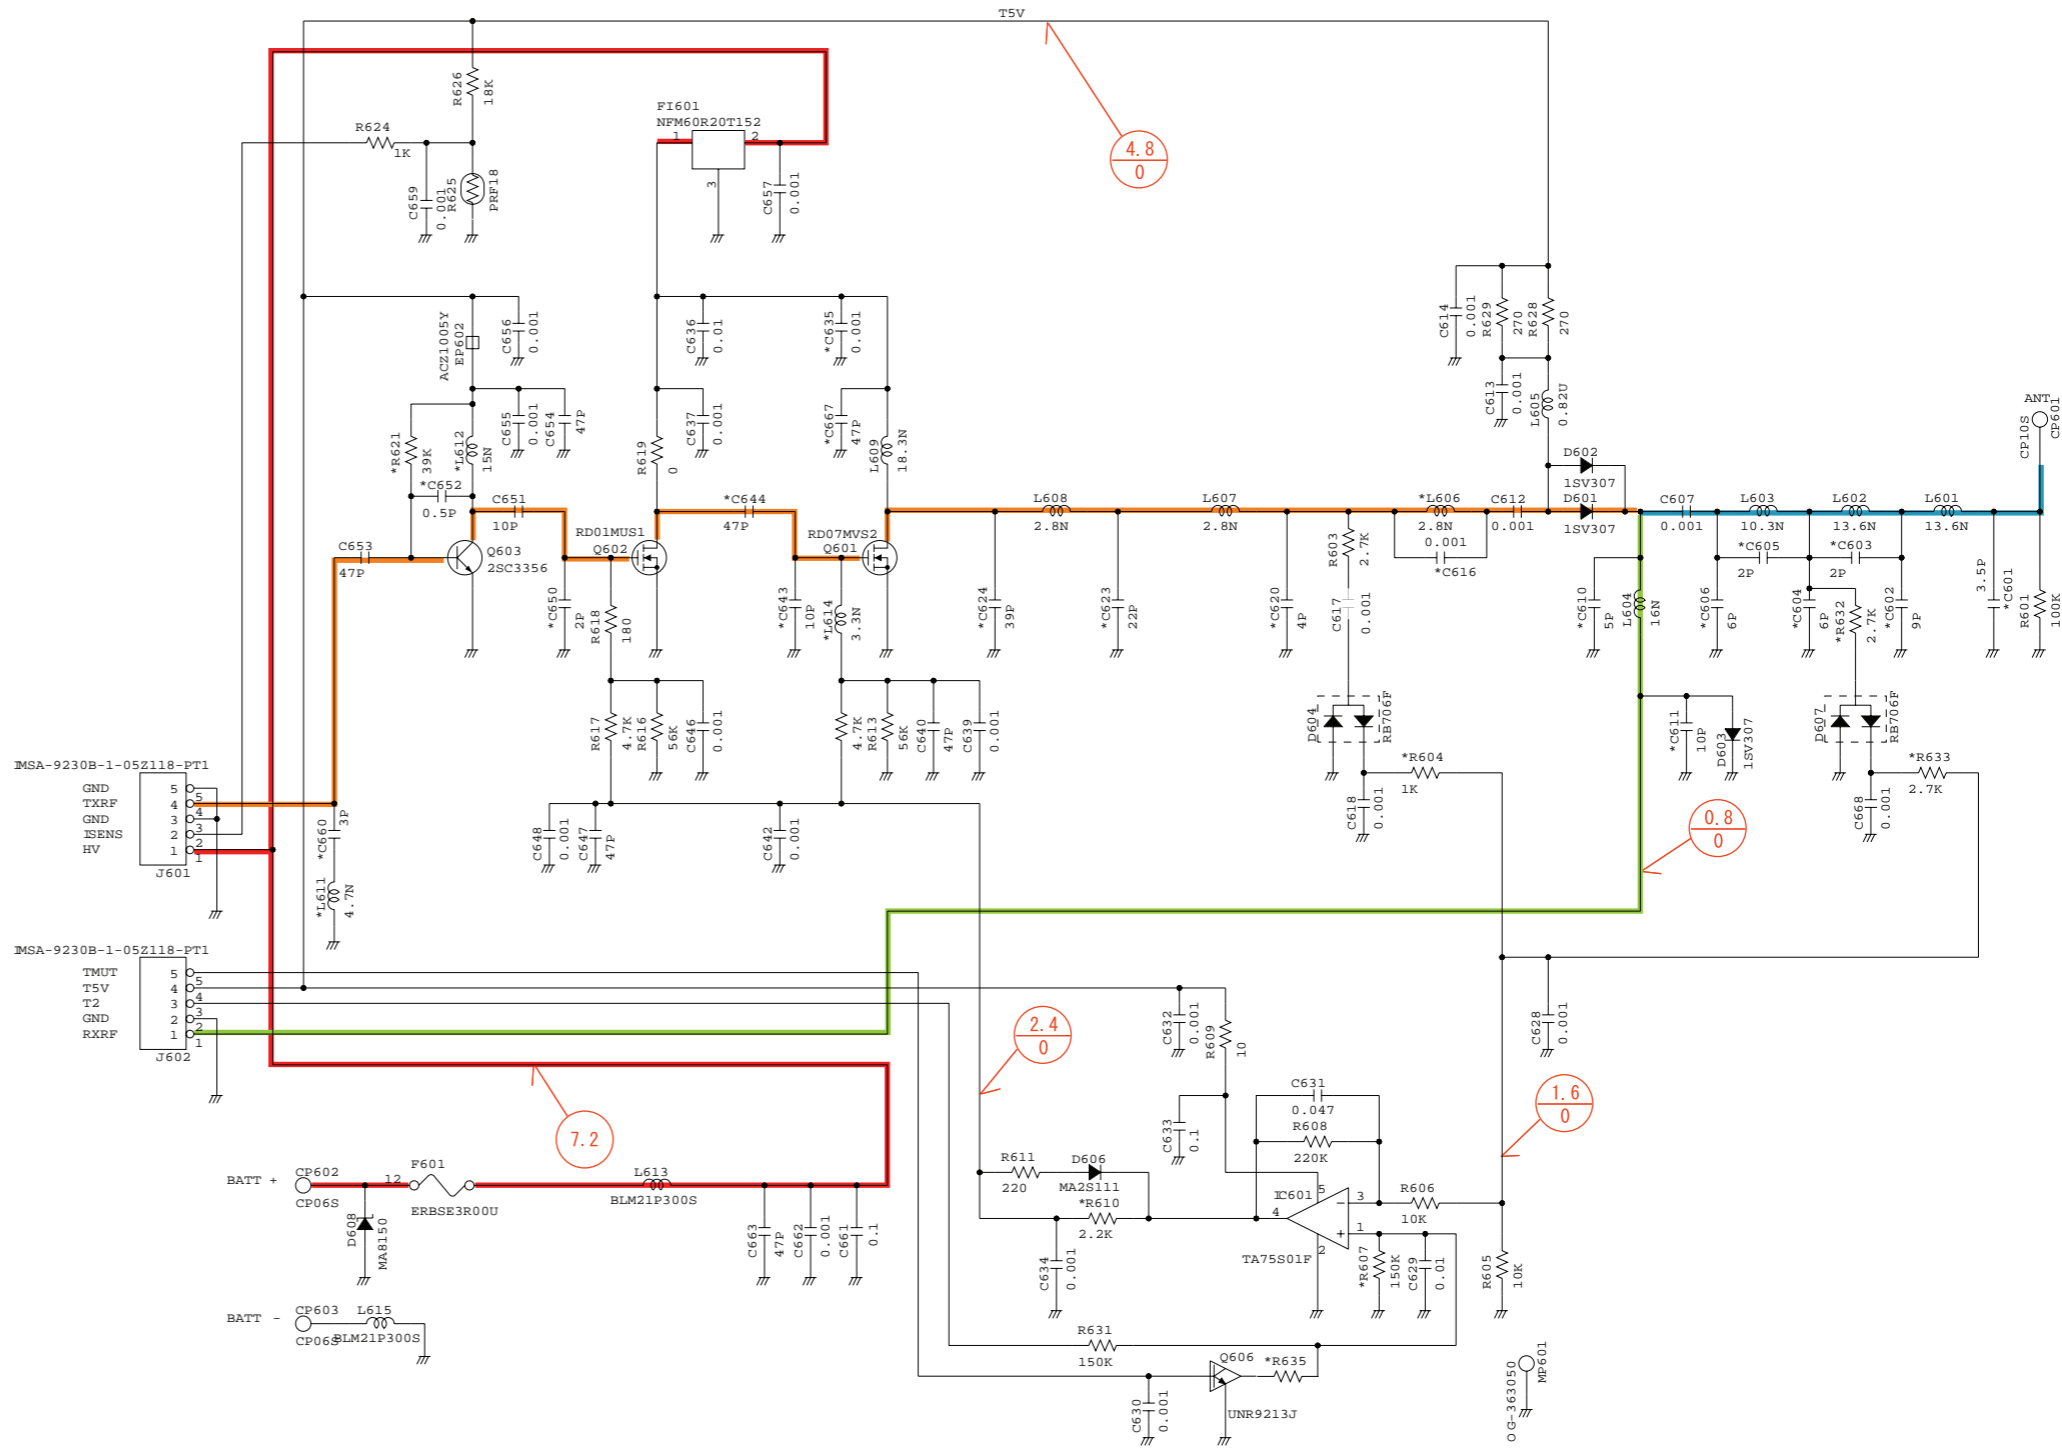 T5V
R626
18K
R624
1K
C659
0.001
R625
PRF18
FI601
NFM60R20T152
1
2
3
C657
0.001
4.8
0
ACZ1005Y
EP602
C656
0.001
C636
0.01
*C635
0.001
C614
0.001
R629
270
R628
270
*R621
39K
*L612
15N
C655
0.001
C654
47P
R619
0
C637
0.001
*C667
47P
L609
18.3N
C613
0.001
L605
0.82U
ANT
CP10S
CP601
*C652
0.5P
C651
10P
*C644
47P
L608
2.8N
L607
2.8N
*L606
2.8N
C612
0.001
D602
1SV307
D601
1SV307
C607
0.001
L603
10.3N
L602
13.6N
L601
13.6N
C653
47P
Q603
2SC3356
RD01MUS1
Q602
RD07MVS2
Q601
R603
2.7K
0.001
*C616
*C605
2P
*C603
2P
*C650
2P
R618
180
*C643
10P
*L614
3.3N
*C624
39P
*C623
22P
*C620
4P
C617
0.001
*C610
5P
L604
16N
*C606
6P
*C604
6P
*R632
2.7K
*C602
9P
3.5P
*C601
R601
100K
R617
4.7K
R616
56K
C646
0.001
4.7K
R613
56K
C640
47P
C639
0.001
D604
RB706F
*C611
10P
D603
1SV307
D607
RB706F
*R604
1K
C618
0.001
*R633
2.7K
C668
0.001
IMSA-9230B-1-05Z118-PT1
GND
5
5
TXRF
4
4
GND
3
3
ISENS
2
2
HV
1
1
J601
3P
*C660
*L611
4.7N
C648
0.001
C647
47P
C642
0.001
0.8
0
IMSA-9230B-1-05Z118-PT1
TMUT
5
5
T5V
4
4
T2
3
3
GND
2
2
RXRF
1
1
J602
2.4
0
C632
0.001
R609
10
C628
0.001
7.2
C633
0.1
C631
0.047
R608
220K
1.6
0
BATT +
CP602
CP06S
12
F601
ERBSE3R00U
L613
BLM21P300S
D608
MA8150
C663
47P
C662
0.001
C661
0.1
R611
220
D606
MA2S111
*R610
2.2K
C634
0.001
IC601
5
3
4
1
2
TA75S01F
R606
10K
*R607
150K
C629
0.01
R605
10K
BATT -
CP603
CP06S
L615
BLM21P300S
R631
150K
Q606
*R635
UNR9213J
C630
0.001
OG-363050
MP601